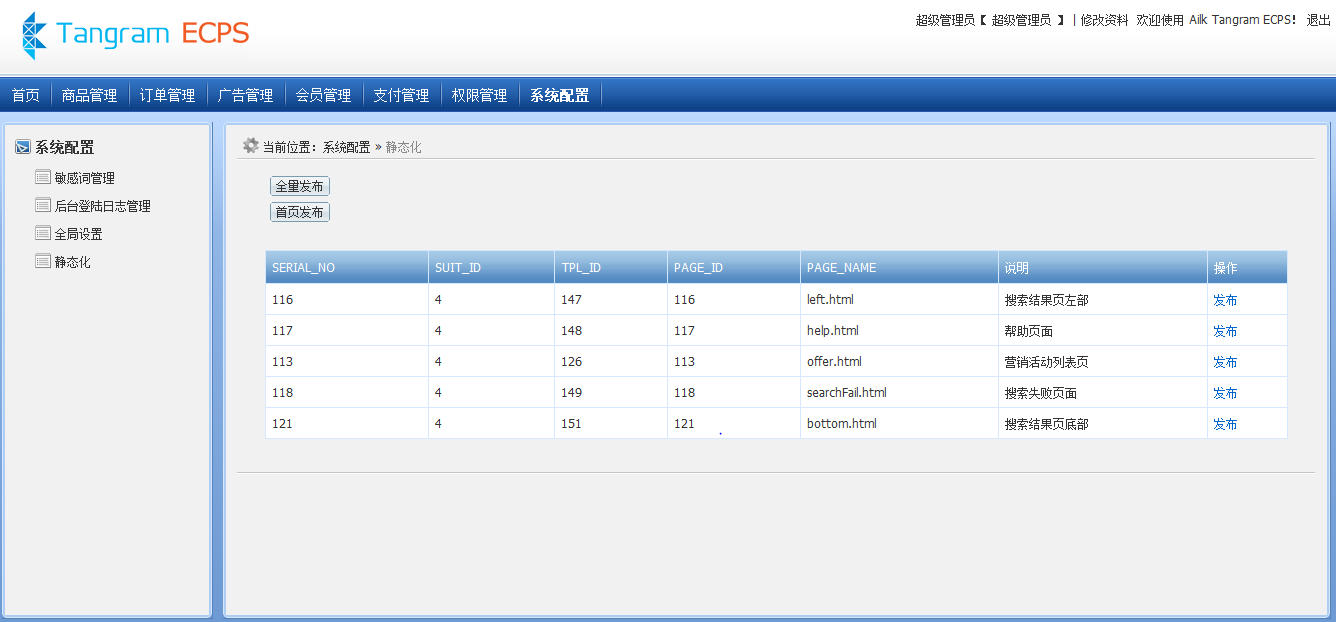 Tangram ECPS
超级管理员【 超级管理员 】 | 修改资料 欢迎使用 Ailk Tangram ECPS! 退出
首页 商品管理 订单管理 广告管理 会员管理 支付管理 权限管理 系统配置
系统配置
敏感词管理
后台登陆日志管理
全局设置
静态化
当前位置: 系统配置 » 静态化
全量发布
首页发布
SERIAL_NO SUIT_ID TPL_ID PAGE_ID PAGE_NAME 说明 操作
116 4 147 116 left.html 搜索结果页左部 发布
117 4 148 117 help.html 帮助页面 发布
113 4 126 113 offer.html 营销活动列表页 发布
118 4 149 118 searchFail.html 搜索失败页面 发布
121 4 151 121 bottom.html 搜索结果页底部 发布